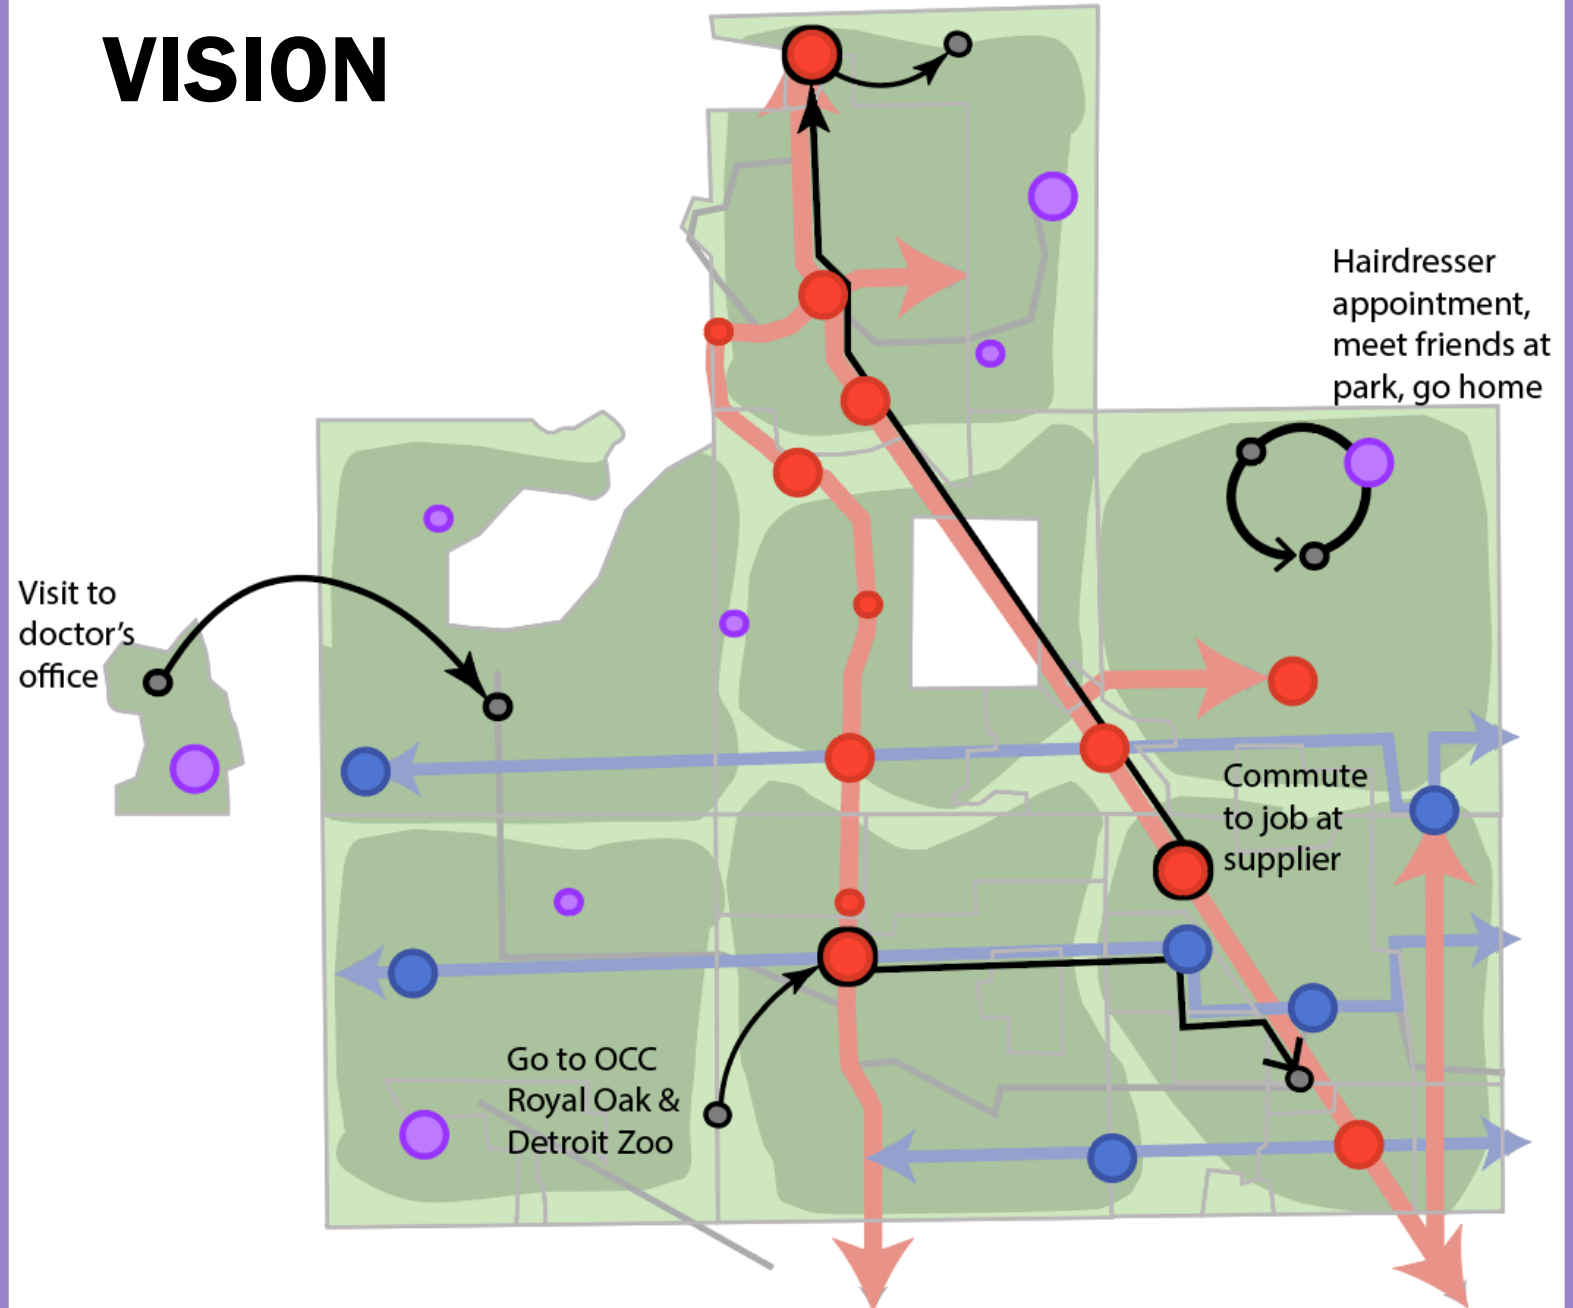 VISION
Hairdresser
appointment,
meet friends at
park, go home
Visit to
doctor's
office
Commute
to job at
supplier
Go to OCC
Royal Oak &
Detroit Zoo